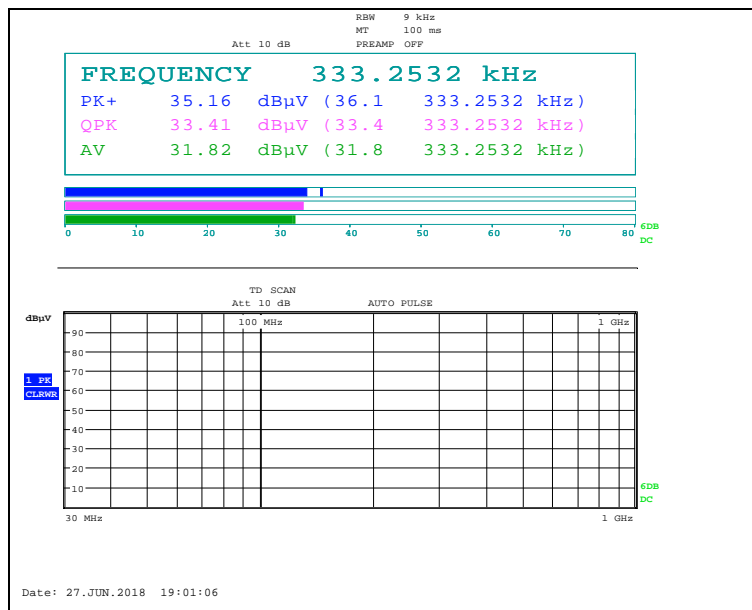 RBW 9 kHz
MT 100 ms
Att 10 dB PREAMP OFF
FREQUENCY 333.2532 kHz
PK+ 35.16 dBµV (36.1 333.2532 kHz)
QPK 33.41 dBµV (33.4 333.2532 kHz)
AV 31.82 dBµV (31.8 333.2532 kHz)
0 10 20 30 40 50 60 70 80
6DB
DC
TD SCAN
Att 10 dB AUTO PULSE
dBµV
100 MHz 1 GHz
90
80
70
1 PK
CLRWR
60
50
40
30
20
10
6DB
DC
30 MHz 1 GHz
Date: 27.JUN.2018 19:01:06